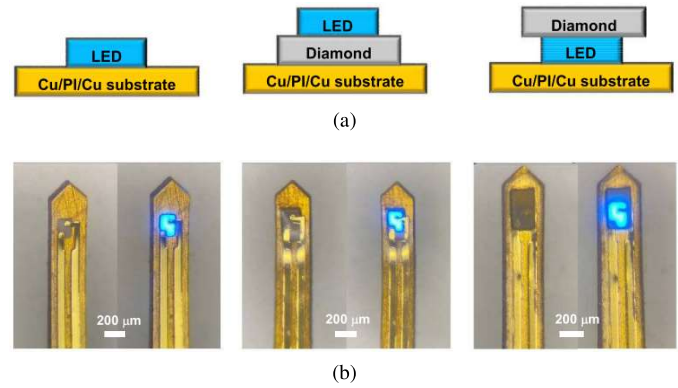 LED
Cu/PI/Cu substrate
LED
Diamond
Cu/PI/Cu substrate
Diamond
LED
Cu/PI/Cu substrate
(a)
200 μm
200 μm
200 μm
(b)